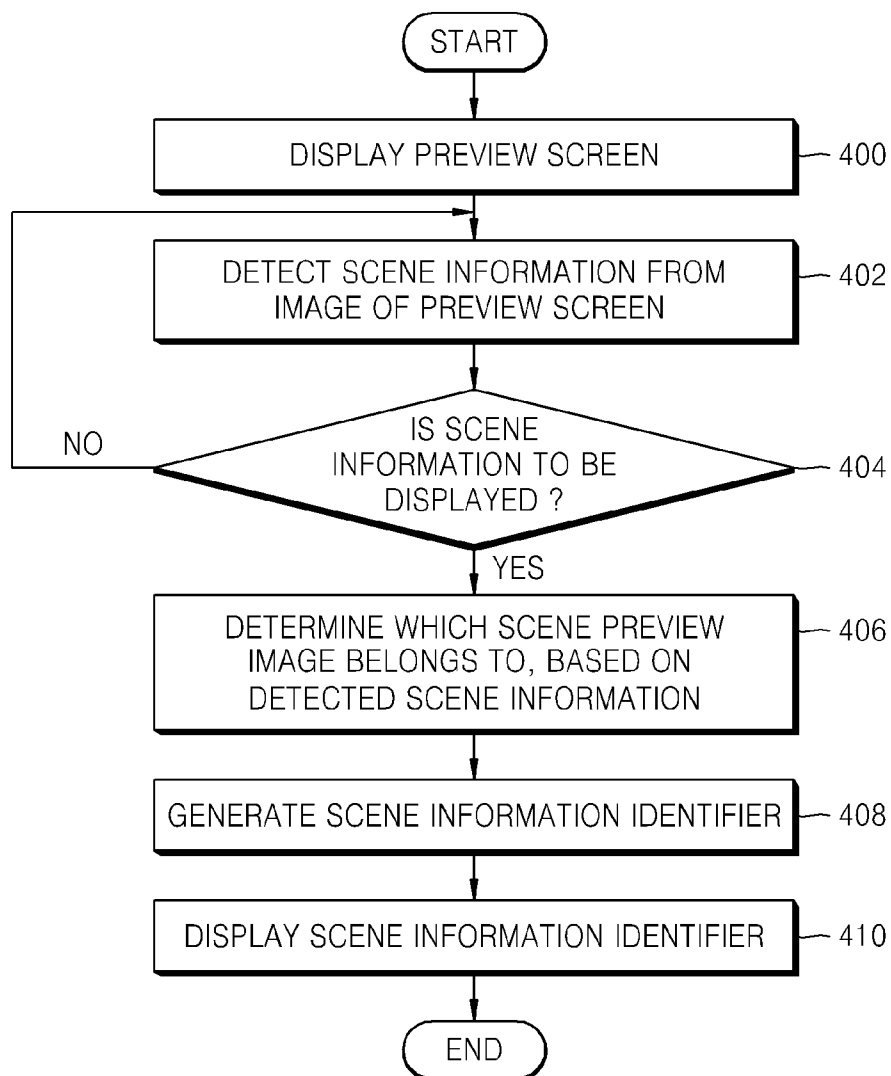 START
DISPLAY PREVIEW SCREEN
400
DETECT SCENE INFORMATION FROM
IMAGE OF PREVIEW SCREEN
402
NO
IS SCENE
INFORMATION TO BE
DISPLAYED ?
404
YES
DETERMINE WHICH SCENE PREVIEW
IMAGE BELONGS TO, BASED ON
DETECTED SCENE INFORMATION
406
GENERATE SCENE INFORMATION IDENTIFIER
408
DISPLAY SCENE INFORMATION IDENTIFIER
410
END